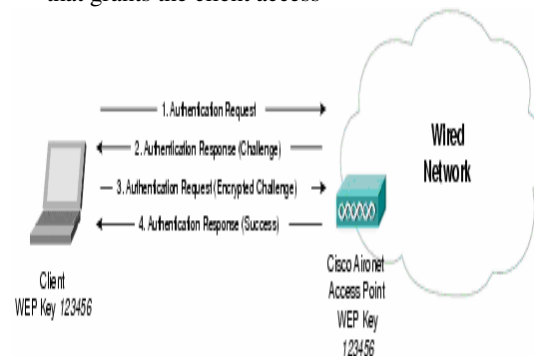 that grants the client access
1. Authentication Request
2. Authentication Response (Challenge)
3. Authentication Request (Encrypted Challenge)
4. Authentication Response (Success)
Wired
Network
Client
WEP Key 123456
Cisco Aironet
Access Point
WEP Key
123456